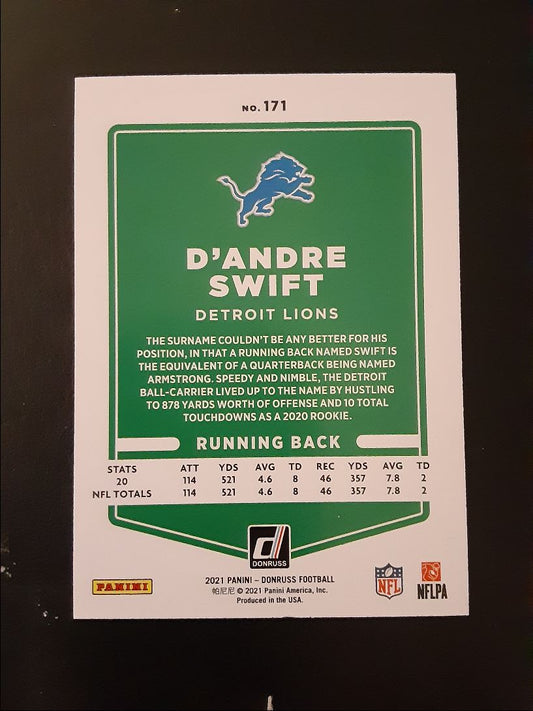 NO. 171
D'ANDRE
SWIFT
DETROIT LIONS
THE SURNAME COULDN'T BE ANY BETTER FOR HIS
POSITION, IN THAT A RUNNING BACK NAMED SWIFT IS
THE EQUIVALENT OF A QUARTERBACK BEING NAMED
ARMSTRONG. SPEEDY AND NIMBLE, THE DETROIT
BALL-CARRIER LIVED UP TO THE NAME BY HUSTLING
TO 878 YARDS WORTH OF OFFENSE AND 10 TOTAL
TOUCHDOWNS AS A 2020 ROOKIE.
RUNNING BACK
STATS ATT YDS AVG TD REC YDS AVG TD
20 114 521 4.6 8 46 357 7.8 2
NFL TOTALS 114 521 4.6 8 46 357 7.8 2
d
DONRUSS
2021 PANINI – DONRUSS FOOTBALL
帕尼尼 © 2021 Panini America, Inc.
Produced in the USA.
PANINI
NFL
NFLPA